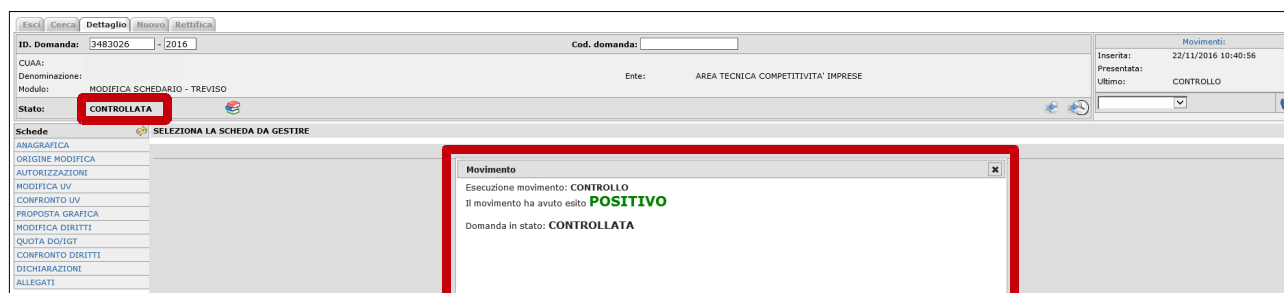 Esci Cerca Dettaglio Nuovo Rettifica
ID. Domanda: 3483026 - 2016 Cod. domanda:
CUAA:
Denominazione:
Ente: AREA TECNICA COMPETITIVITA' IMPRESE
Modulo: MODIFICA SCHEDARIO - TREVISO
Stato: CONTROLLATA
Movimenti:
Inserita: 22/11/2016 10:40:56
Presentata:
Ultimo: CONTROLLO
Schede
SELEZIONA LA SCHEDA DA GESTIRE
ANAGRAFICA
ORIGINE MODIFICA
AUTORIZZAZIONI
MODIFICA UV
CONFRONTO UV
PROPOSTA GRAFICA
MODIFICA DIRITTI
QUOTA DO/IGT
CONFRONTO DIRITTI
DICHIARAZIONI
ALLEGATI
Movimento
Esecuzione movimento: CONTROLLO
Il movimento ha avuto esito POSITIVO
Domanda in stato: CONTROLLATA